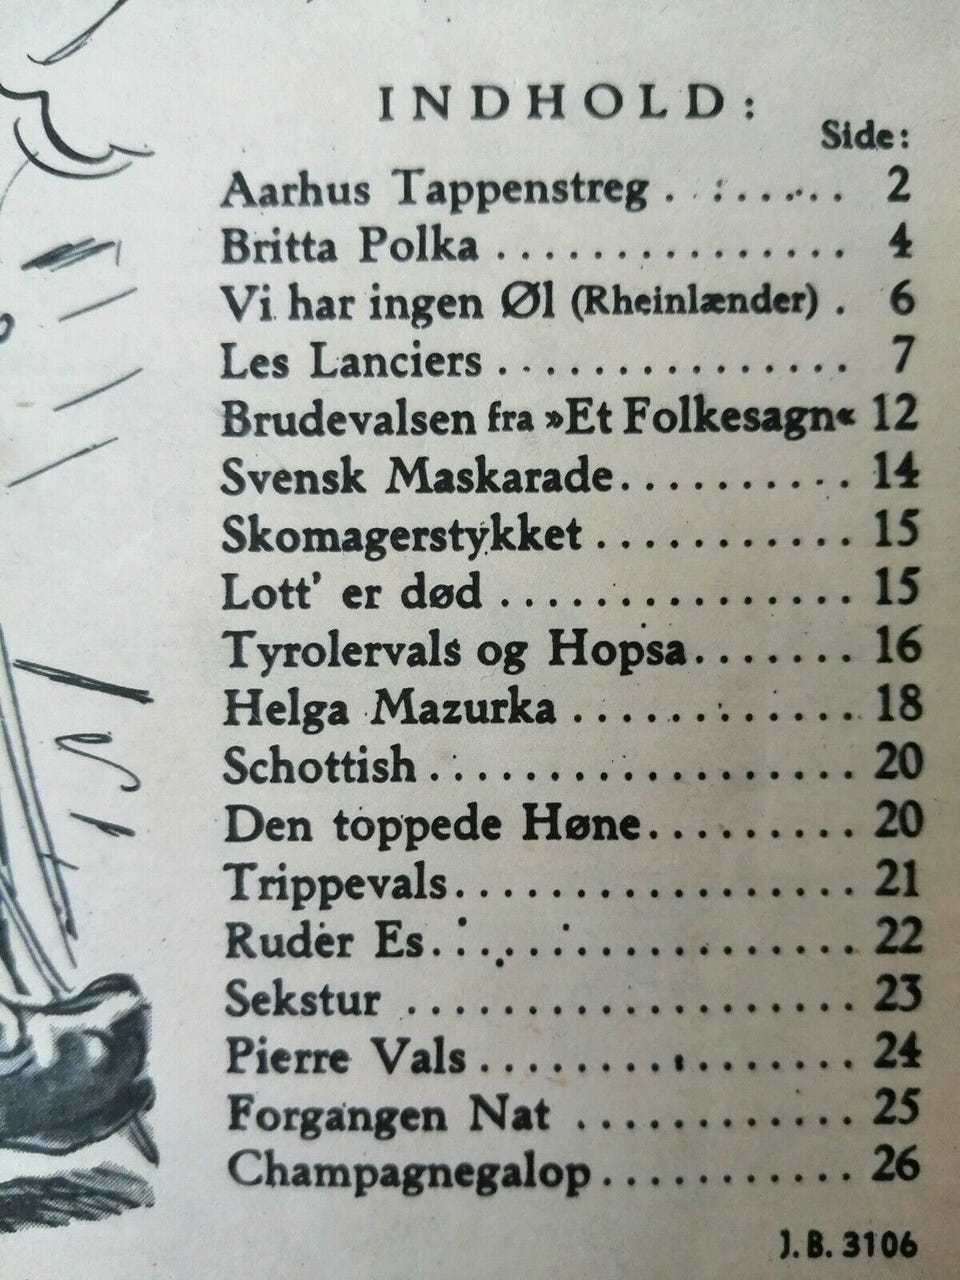 INDHOLD:
Side:
Aarhus Tappenstreg . . . . . . . . 2
Britta Polka . . . . . . . . . . . . . . . 4
Vi har ingen Øl (Rheinlænder) . 6
Les Lanciers . . . . . . . . . . . . . . . 7
Brudevalsen fra »Et Folkesagn« 12
Svensk Maskarade. . . . . . . . . . 14
Skomagerstykket . . . . . . . . . . . 15
Lott' er død . . . . . . . . . . . . . . . 15
Tyrolervals og Hopsa. . . . . . . 16
Helga Mazurka . . . . . . . . . . . . 18
Schottish . . . . . . . . . . . . . . . . . . 20
Den toppede Høne. . . . . . . . . 20
Trippevals. . . . . . . . . . . . . . . . . 21
Ruder Es. . . . . . . . . . . . . . . . . . 22
Sekstur . . . . . . . . . . . . . . . . . . . 23
Pierre Vals . . . . . . . . . . . . . . . . 24
Forgangen Nat . . . . . . . . . . . . 25
Champagnegalop . . . . . . . . . . . 26
J. B. 3106